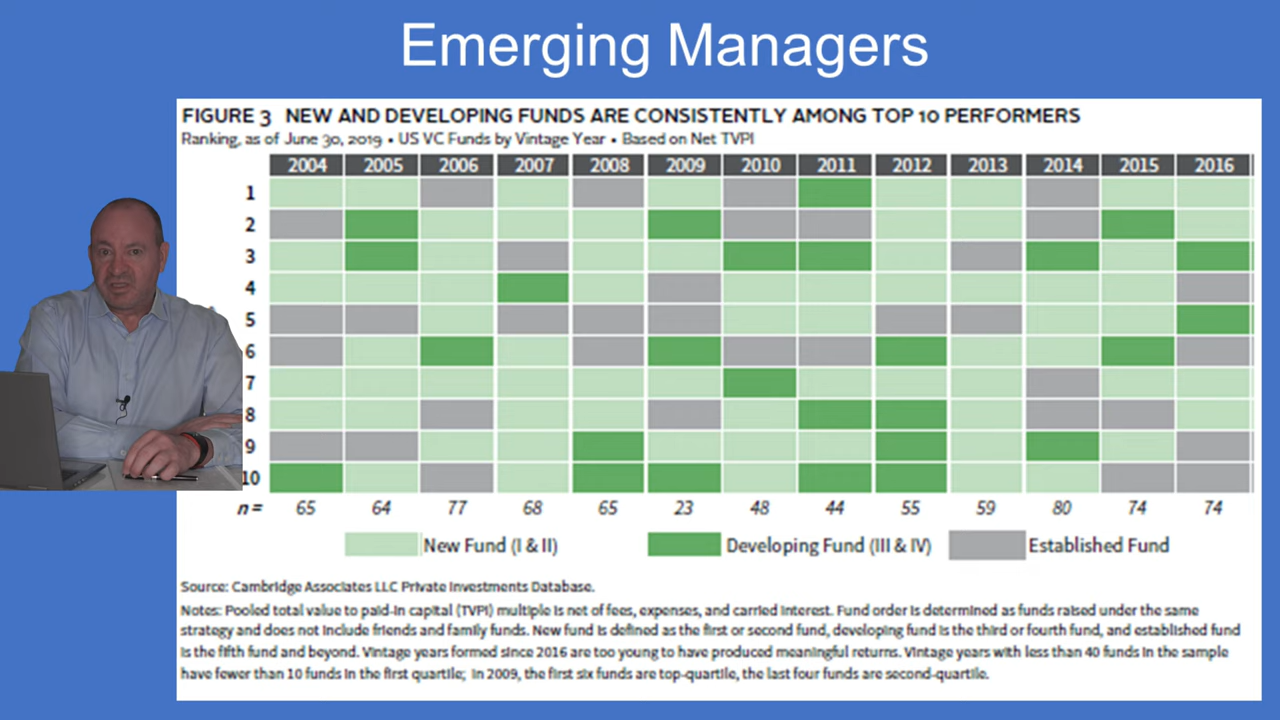 Emerging Managers
FIGURE 3 NEW AND DEVELOPING FUNDS ARE CONSISTENTLY AMONG TOP 10 PERFORMERS
Ranking, as of June 30, 2019 • US VC Funds by Vintage Year • Based on Net TVPI
2004 2005 2006 2007 2008 2009 2010 2011 2012 2013 2014 2015 2016
1
2
3
4
5
6
7
8
9
10
n = 65 64 77 68 65 23 48 44 55 59 80 74 74
New Fund (I & II) Developing Fund (III & IV) Established Fund
Source: Cambridge Associates LLC Private Investments Database.
Notes: Pooled total value to paid-in capital (TVPI) multiple is net of fees, expenses, and carried interest. Fund order is determined as funds raised under the same
strategy and does not include friends and family funds. New fund is defined as the first or second fund, developing fund is the third or fourth fund, and established fund
is the fifth fund and beyond. Vintage years formed since 2016 are too young to have produced meaningful returns. Vintage years with less than 40 funds in the sample
have fewer than 10 funds in the first quartile; in 2009, the first six funds are top-quartile, the last four funds are second-quartile.